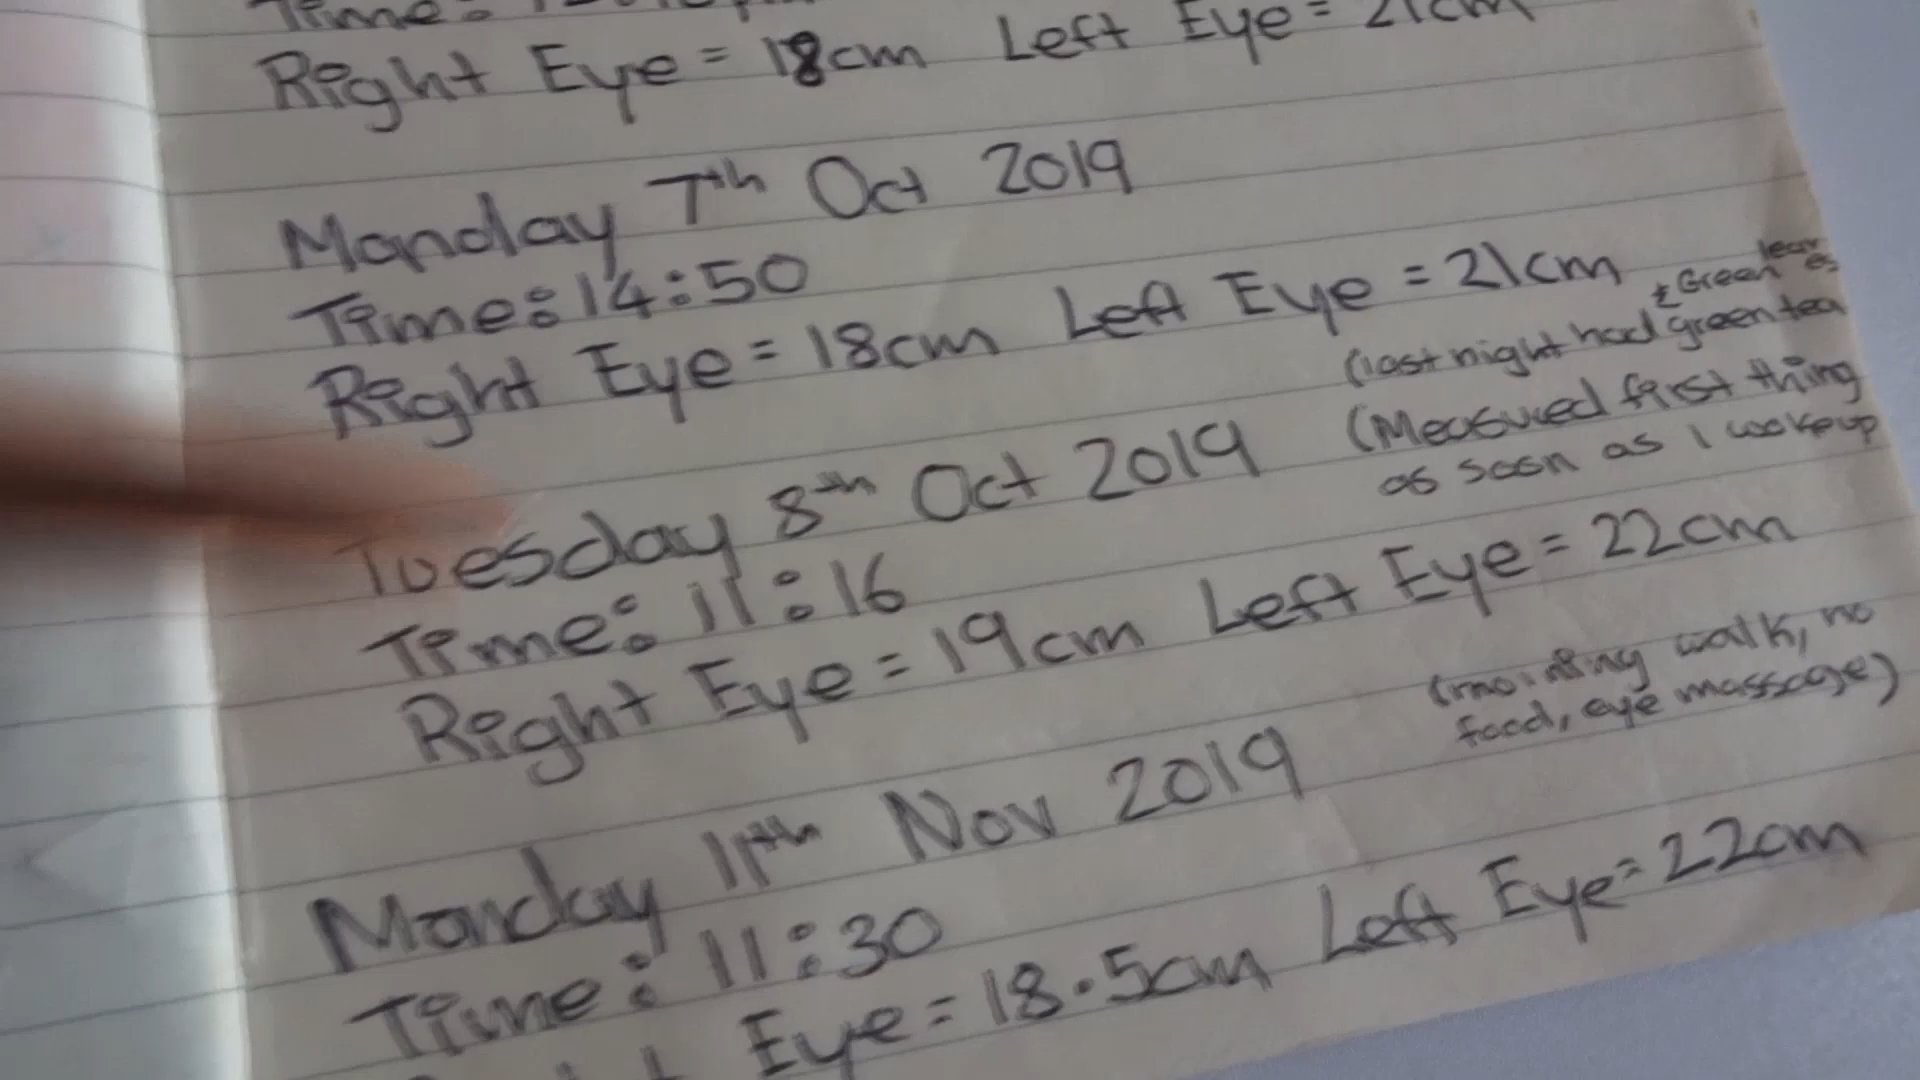 Time:
Right Eye = 18cm Left Eye = 21cm
Monday 7th Oct 2019
Time: 14:50
Right Eye = 18cm Left Eye = 21cm
& Green
(last night had green tea
Tuesday 8th Oct 2019
(Measured first thing
as soon as I wokeup
Time: 11:16
Right Eye = 19cm Left Eye = 22cm
Monday 11th Nov 2019
(morning walk, no
food, eye massage)
Time: 11:30
Eye = 18.5cm Left Eye = 22cm